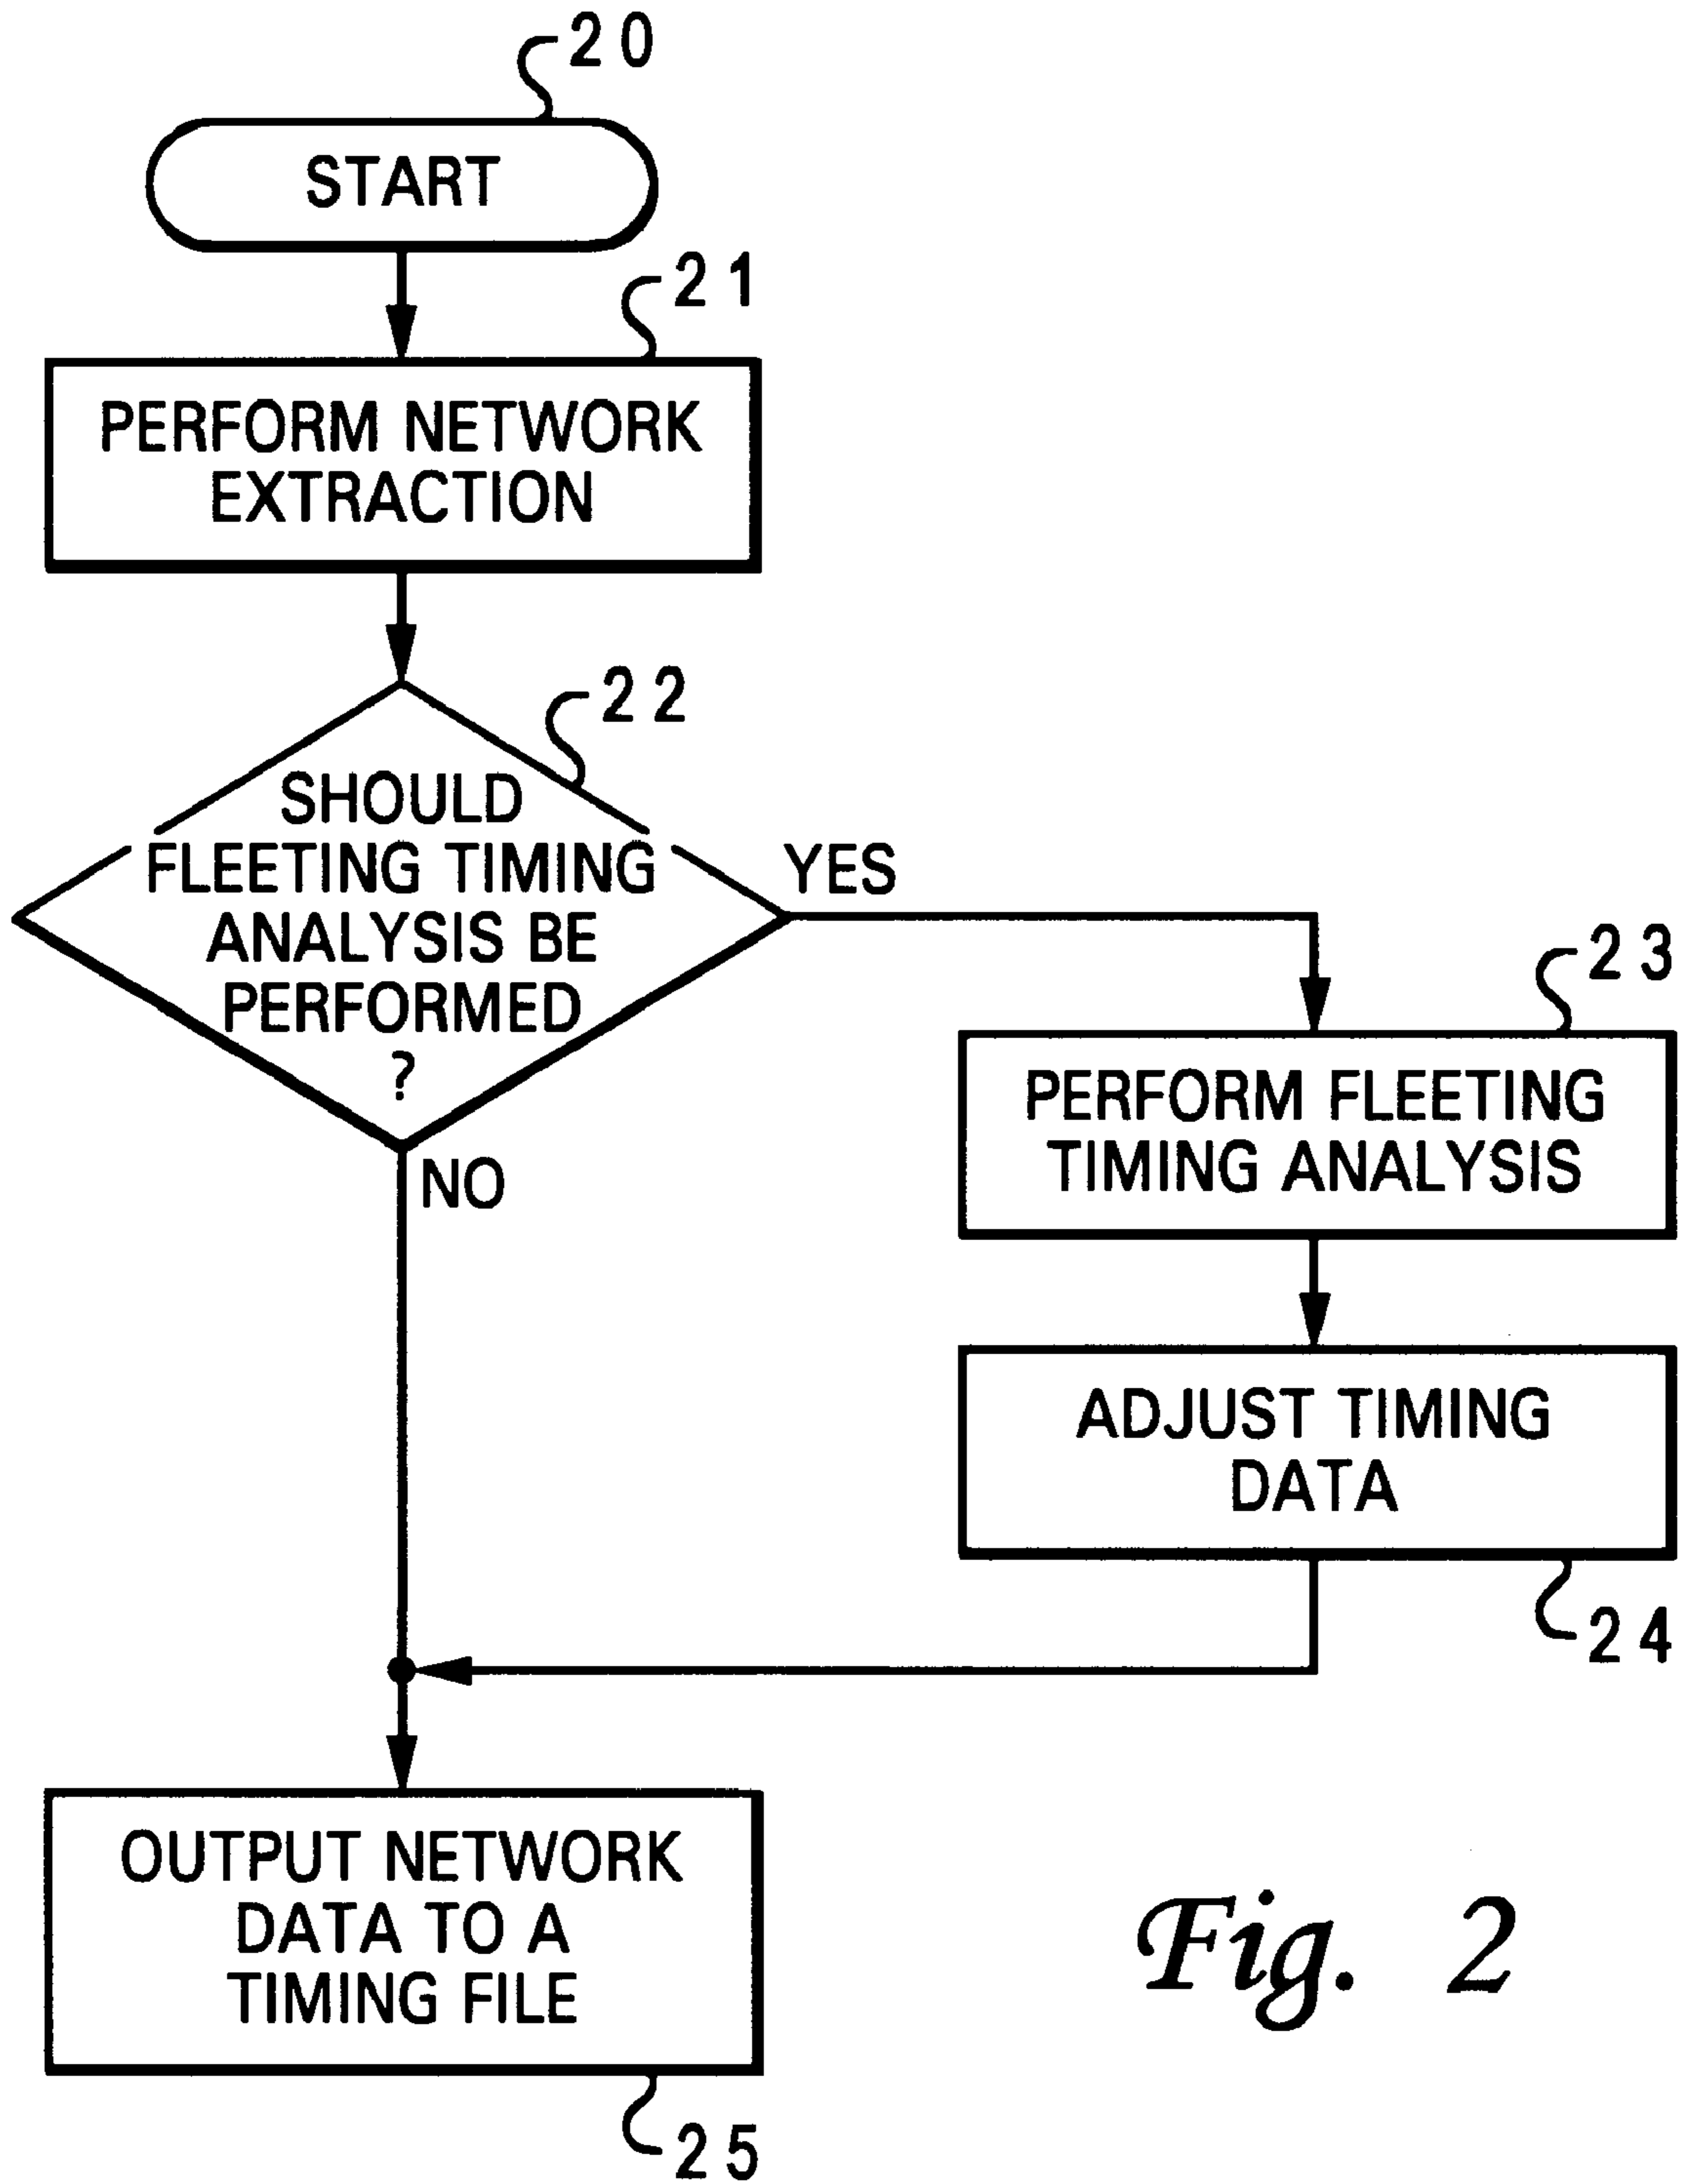 20
START
21
PERFORM NETWORK
EXTRACTION
22
SHOULD
FLEETING TIMING
ANALYSIS BE
PERFORMED
?
YES
NO
23
PERFORM FLEETING
TIMING ANALYSIS
ADJUST TIMING
DATA
24
OUTPUT NETWORK
DATA TO A
TIMING FILE
25
Fig. 2